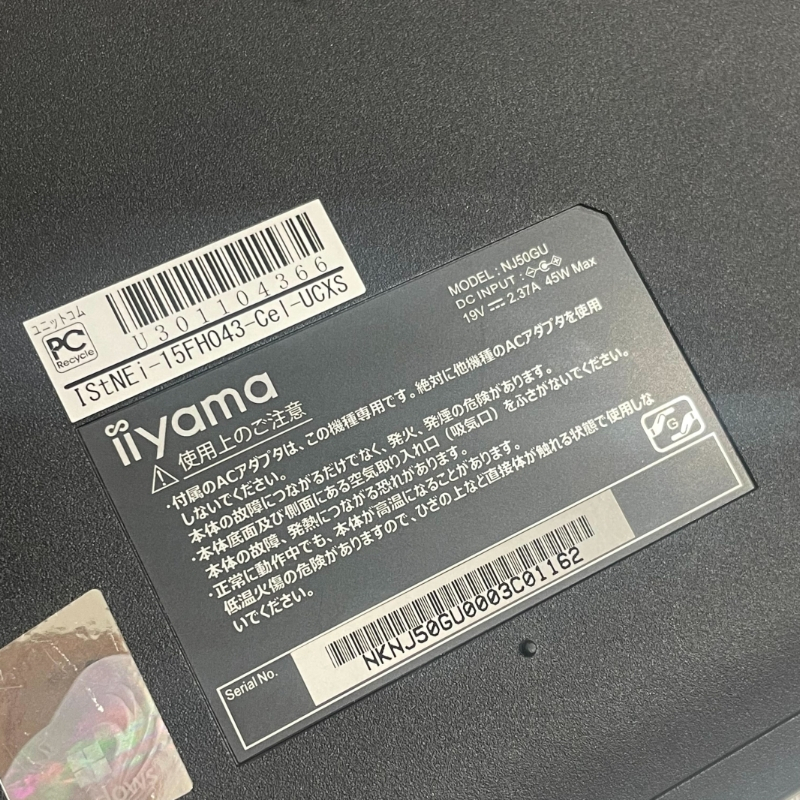 ユニットコム
PC
Recycle
U301104366
IStNEi-15FH043-Cel-UCXS
iiyama
MODEL : NJ50GU
DC INPUT :
19V 2.37A 45W Max
使用上のご注意
・付属のACアダプタは、この機種専用です。絶対に他機種のACアダプタを使用
しないでください。
本体の故障につながるだけでなく、発火、発煙の危険があります。
・本体底面及び側面にある空気取り入れ口（吸気口）をふさがないでください。
本体の故障、発熱につながる恐れがあります。
・正常に動作中でも、本体が高温になることがあります。
低温火傷の危険がありますので、ひざの上など直接体が触れる状態で使用しな
いでください。
Serial No.
NKNJ50GU0003C01162